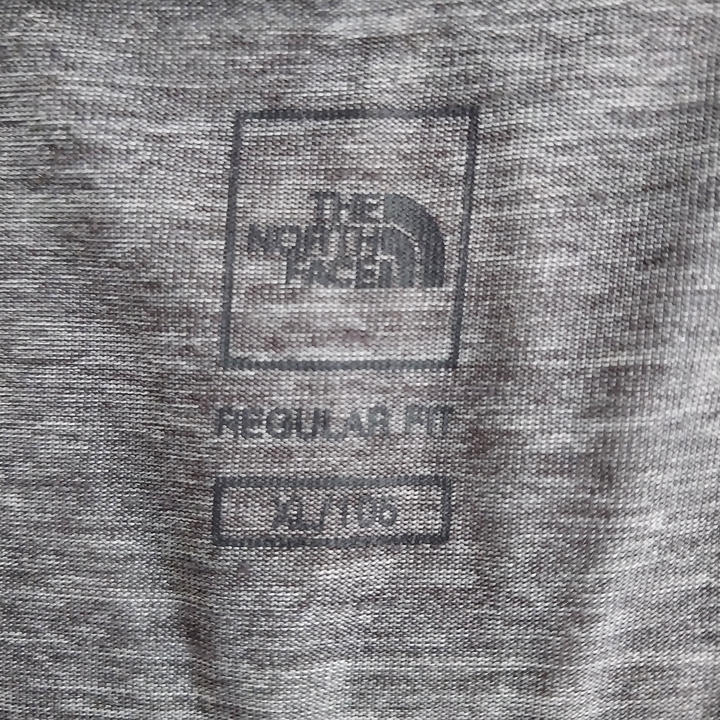 THE
NORTH
FACE
REGULAR FIT
XL/105